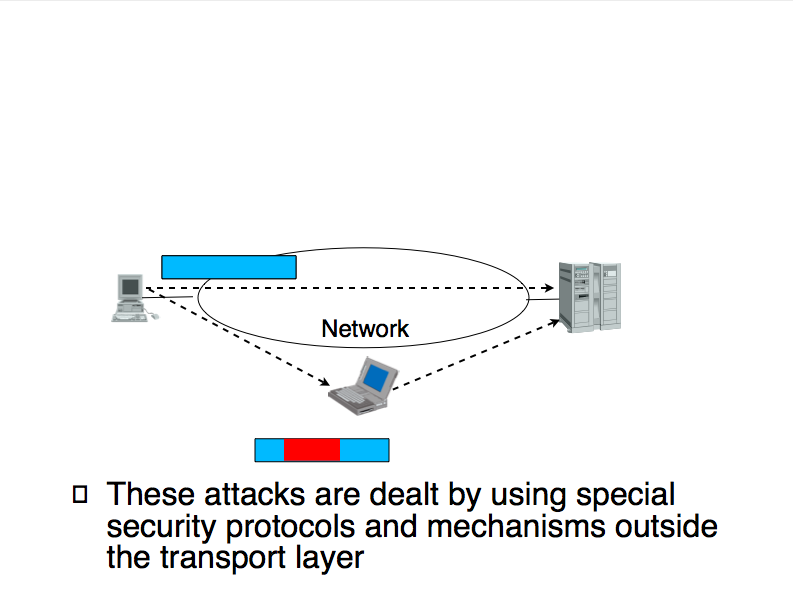 Network
These attacks are dealt by using special
security protocols and mechanisms outside
the transport layer